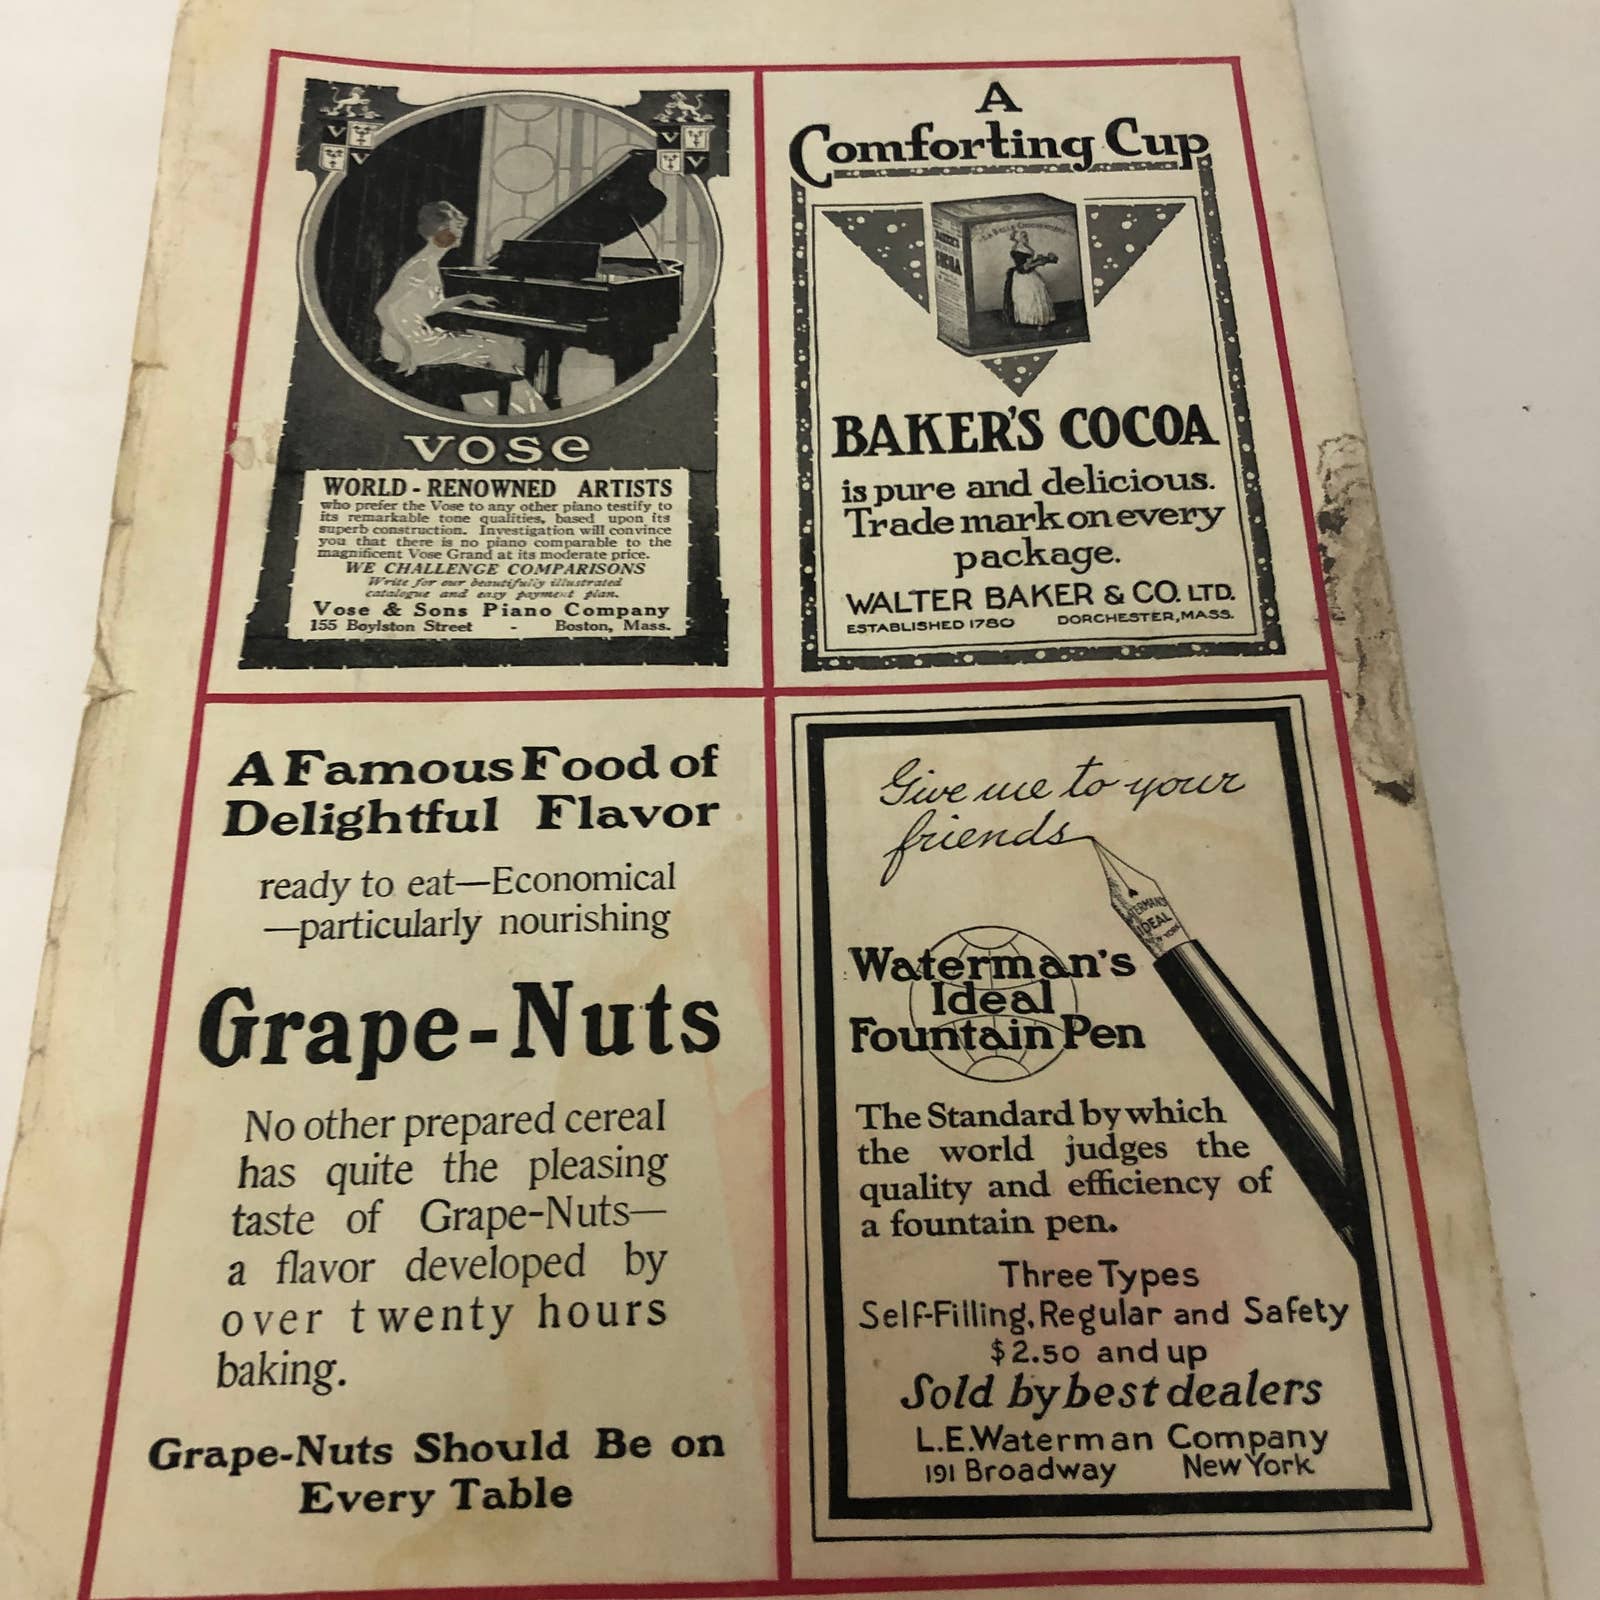 V
V
V
V
VOSE
WORLD-RENOWNED ARTISTS
who prefer the Vose to any other piano testify to
its remarkable tone qualities, based upon its
superb construction. Investigation will convince
you that there is no piano comparable to the
magnificent Vose Grand at its moderate price.
WE CHALLENGE COMPARISONS
Write for our beautifully illustrated
catalogue and easy payment plan.
Vose & Sons Piano Company
155 Boylston Street - Boston, Mass.
A
Comforting Cup
BAKER'S
COCOA
LA BELLE CHOCOLATIERE
BAKER'S COCOA
is pure and delicious.
Trade mark on every
package.
WALTER BAKER & CO. LTD.
ESTABLISHED 1780 DORCHESTER, MASS.
A Famous Food of
Delightful Flavor
ready to eat—Economical
—particularly nourishing
Grape-Nuts
No other prepared cereal
has quite the pleasing
taste of Grape-Nuts—
a flavor developed by
over twenty hours
baking.
Grape-Nuts Should Be on
Every Table
Give me to your
friends
ERMAN'S
IDEAL
Waterman's
Ideal
Fountain Pen
The Standard by which
the world judges the
quality and efficiency of
a fountain pen.
Three Types
Self-Filling, Regular and Safety
$2.50 and up
Sold by best dealers
L.E. Waterman Company
191 Broadway New York